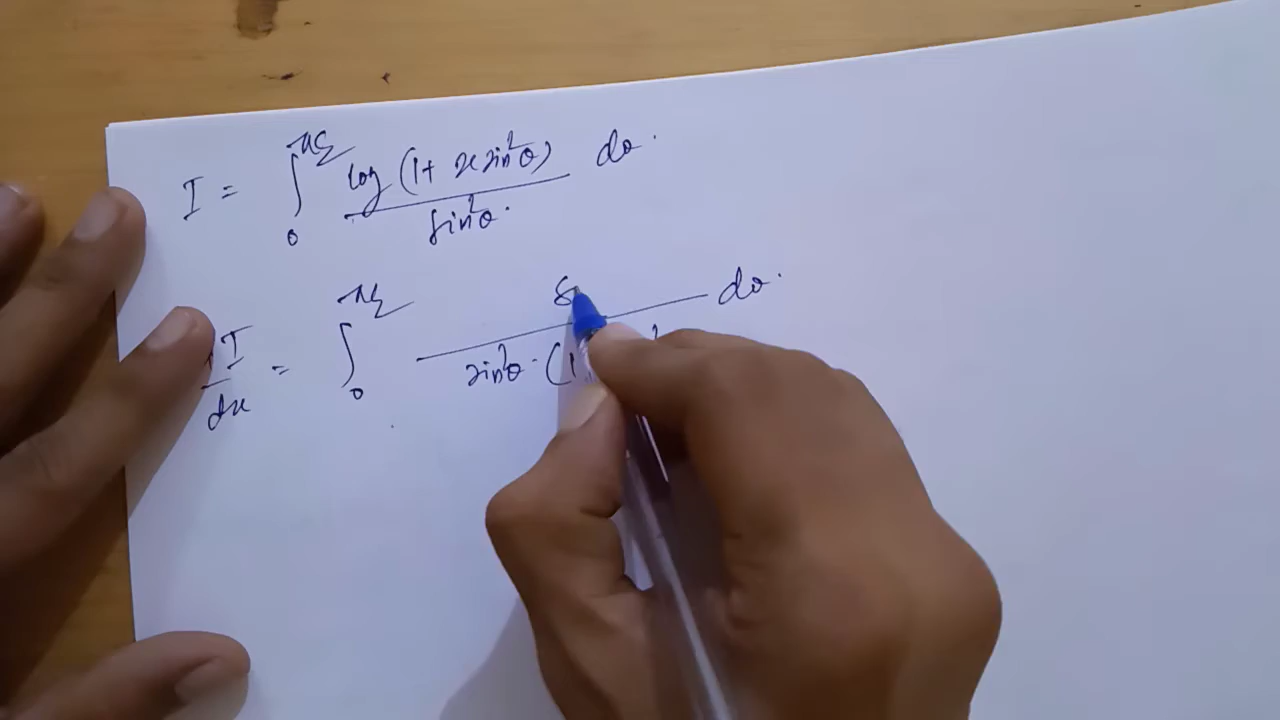 I = ∫₀^{π/2} log (1 + x sin²θ) / sin²θ · dθ ·
dI/dx = ∫₀^{π/2} s / sin²θ · (1 dθ ·